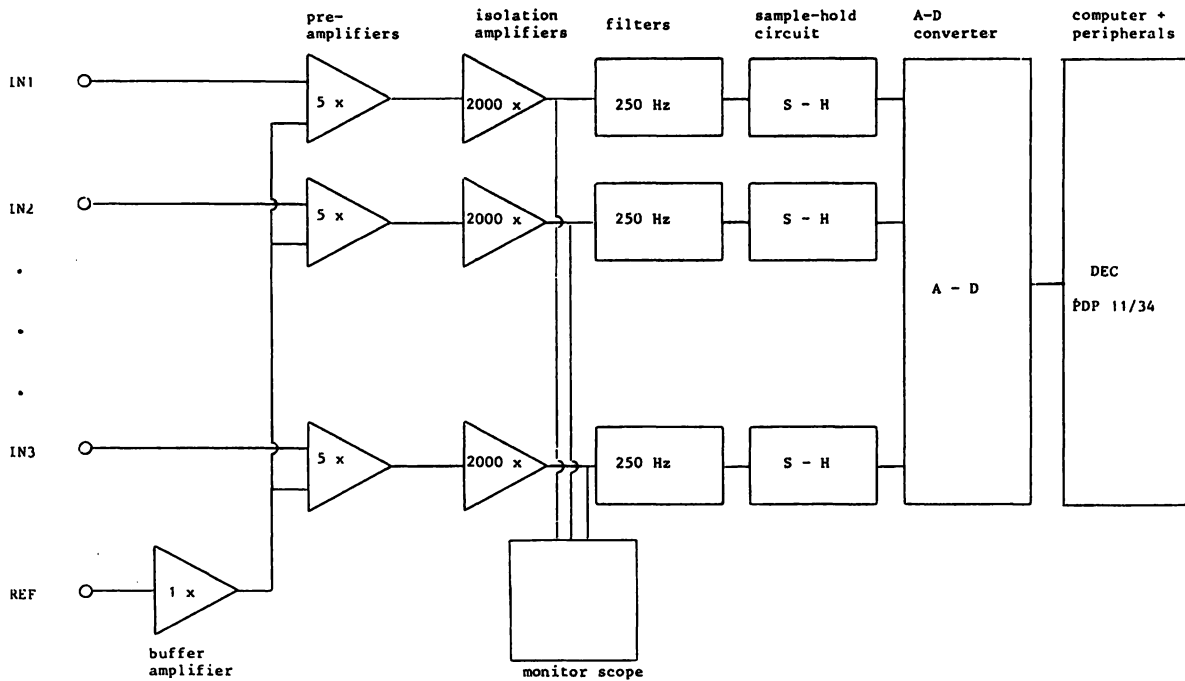 pre-
amplifiers
isolation
amplifiers
filters
sample-hold
circuit
A-D
converter
computer +
peripherals
IN1
5 x
2000 x
250 Hz
S - H
IN2
5 x
2000 x
250 Hz
S - H
A - D
DEC
PDP 11/34
IN3
5 x
2000 x
250 Hz
S - H
REF
1 x
buffer
amplifier
monitor scope